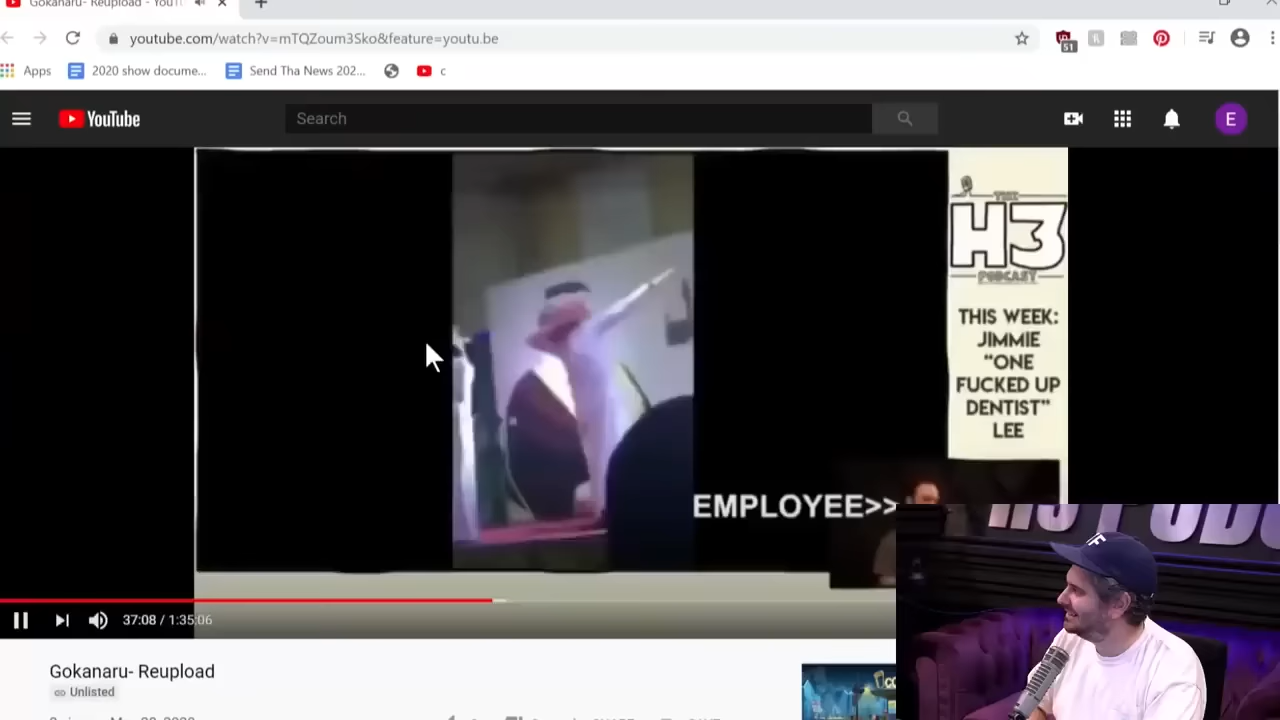 Gokanaru- Reupload - YouTu
youtube.com/watch?v=mTQZoum3Sko&feature=youtu.be
51
Apps
2020 show docume...
Send Tha News 202...
c
YouTube
Search
E
THE
H3
PODCAST
THIS WEEK:
JIMMIE
"ONE
FUCKED UP
DENTIST"
LEE
EMPLOYEE>>
37:08 / 1:35:06
Gokanaru- Reupload
Unlisted